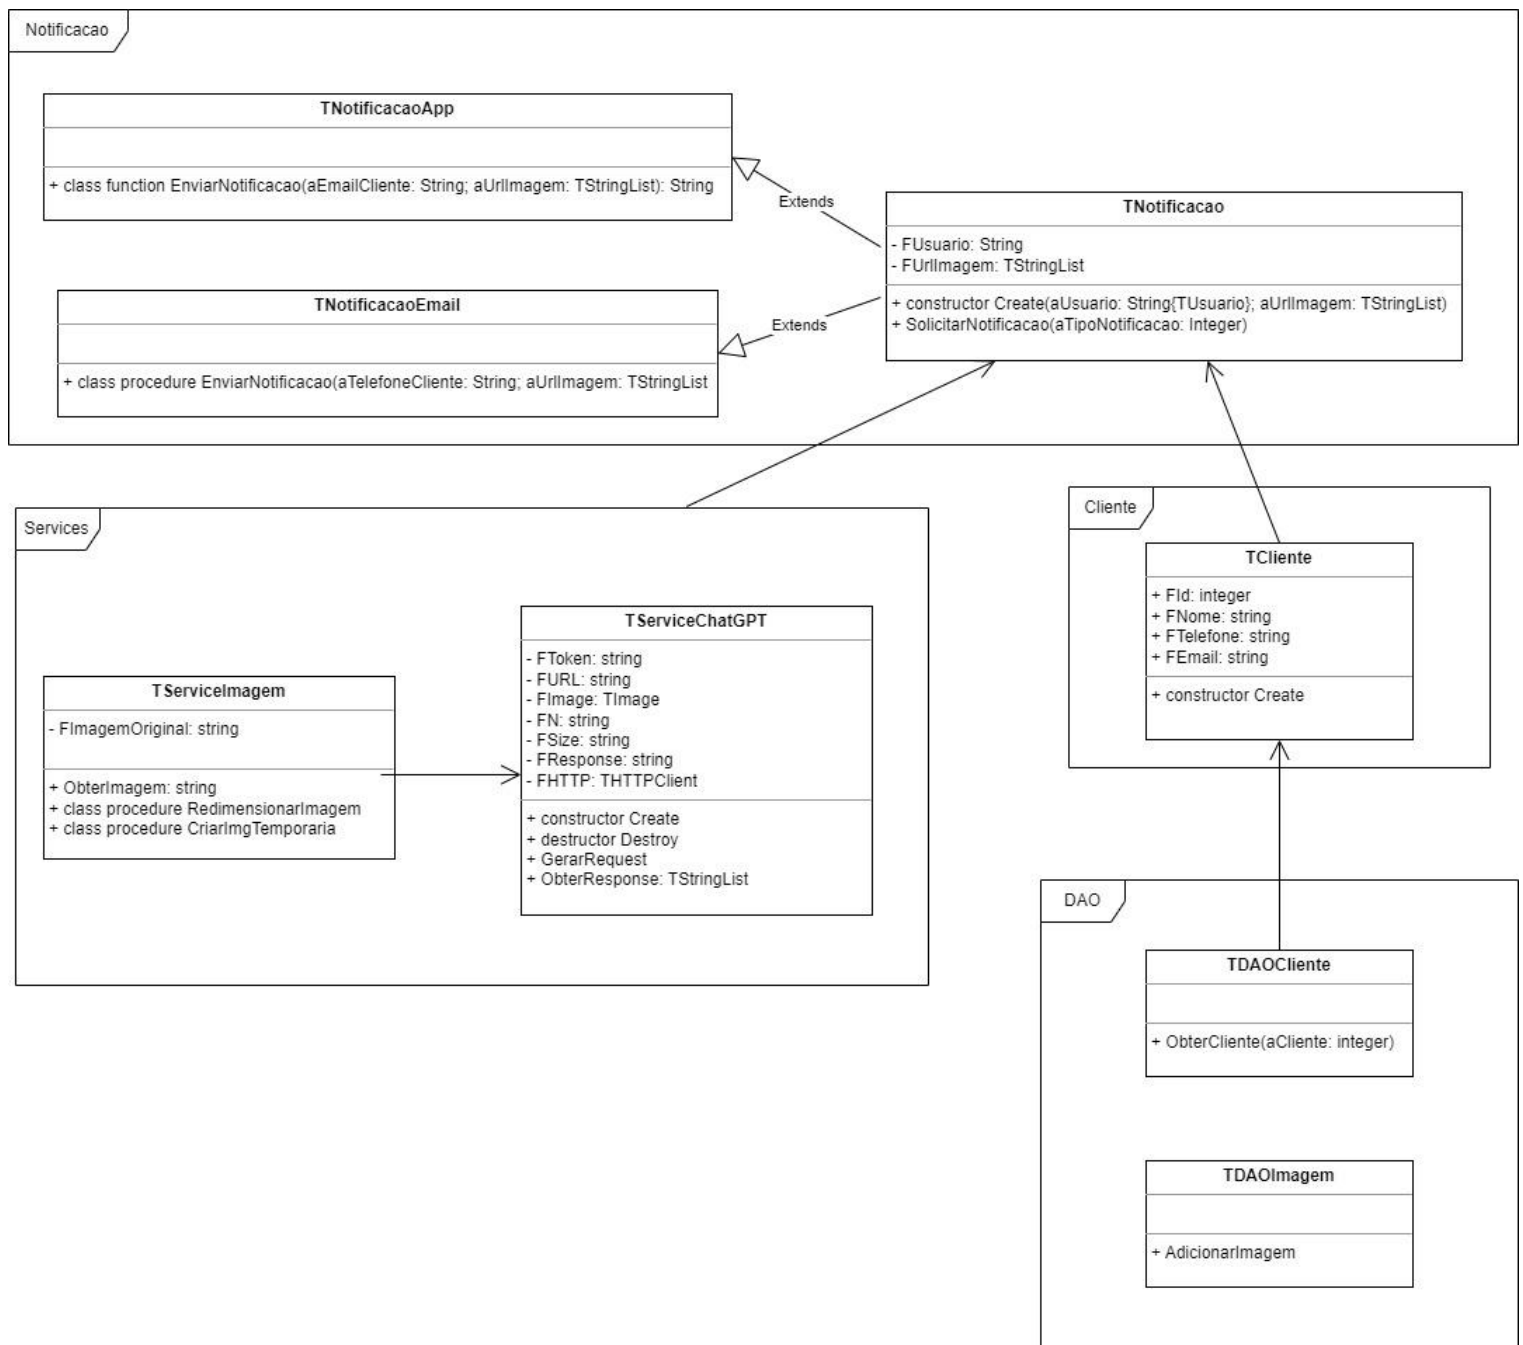 Notificacao
TNotificacaoApp
+ class function EnviarNotificacao(aEmailCliente: String; aUrlImagem: TStringList): String
Extends
TNotificacao
- FUsuario: String
- FUrlImagem: TStringList
+ constructor Create(aUsuario: String{TUsuario}; aUrlImagem: TStringList)
+ SolicitarNotificacao(aTipoNotificacao: Integer)
TNotificacaoEmail
Extends
+ class procedure EnviarNotificacao(aTelefoneCliente: String; aUrlImagem: TStringList
Services
TServiceImagem
- FImagemOriginal: string
+ ObterImagem: string
+ class procedure RedimensionarImagem
+ class procedure CriarImgTemporaria
TServiceChatGPT
- FToken: string
- FURL: string
- FImage: TImage
- FN: string
- FSize: string
- FResponse: string
- FHTTP: THTTPClient
+ constructor Create
+ destructor Destroy
+ GerarRequest
+ ObterResponse: TStringList
Cliente
TCliente
+ FId: integer
+ FNome: string
+ FTelefone: string
+ FEmail: string
+ constructor Create
DAO
TDAOCliente
+ ObterCliente(aCliente: integer)
TDAOImagem
+ AdicionarImagem